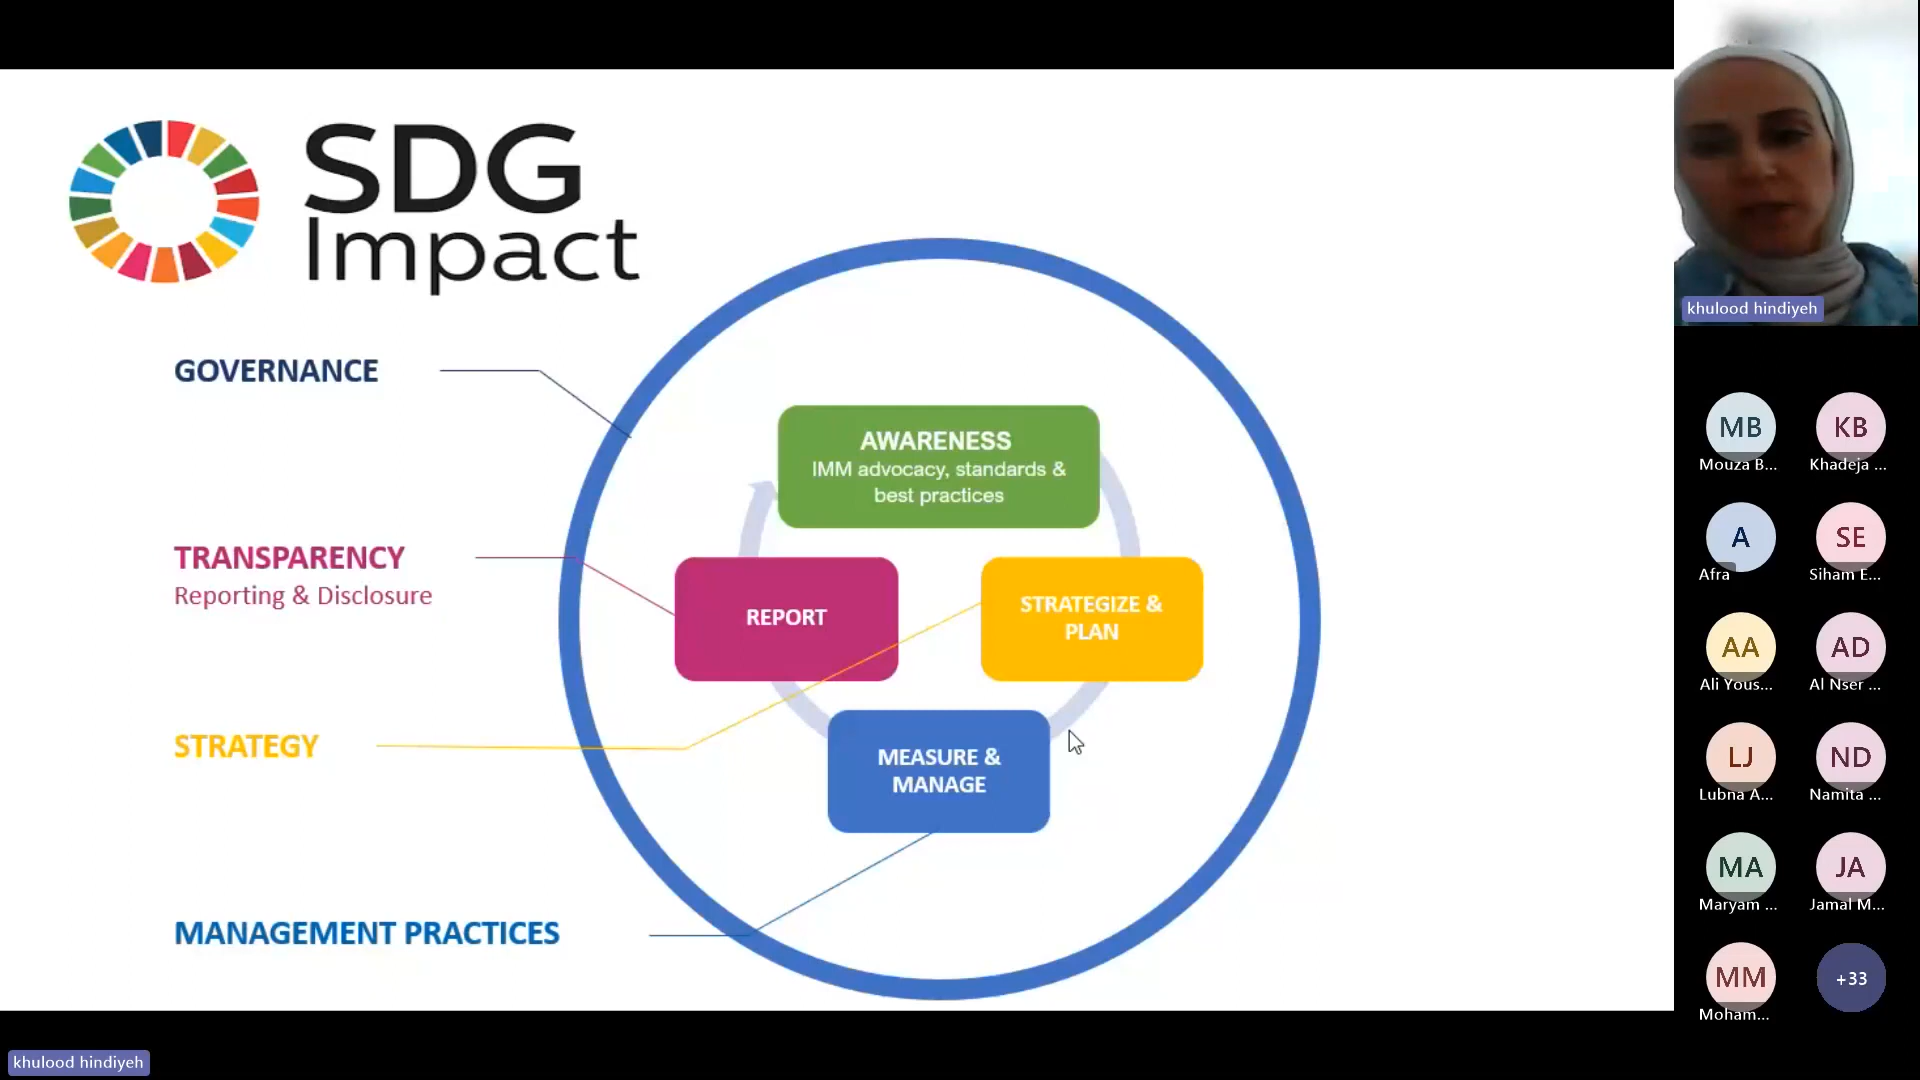 SDG
Impact
GOVERNANCE
AWARENESS
IMM advocacy, standards &
best practices
TRANSPARENCY
Reporting & Disclosure
REPORT
STRATEGIZE &
PLAN
STRATEGY
MEASURE &
MANAGE
MANAGEMENT PRACTICES
khulood hindiyeh
MB
Mouza B...
KB
Khadeja ...
A
Afra
SE
Siham E...
AA
Ali Yous...
AD
Al Nser ...
LJ
Lubna A...
ND
Namita ...
MA
Maryam ...
JA
Jamal M...
MM
Moham...
+33
khulood hindiyeh